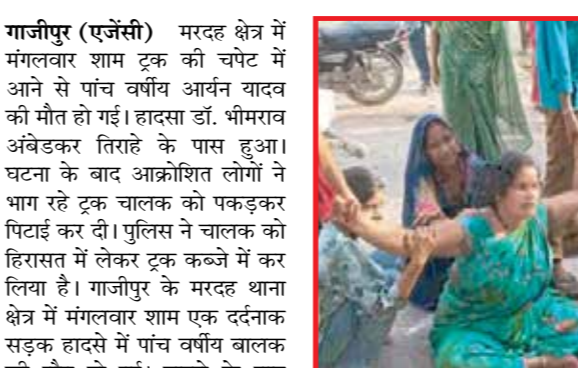 गाजीपुर (एजेंसी) मरदह क्षेत्र में
मंगलवार शाम ट्रक की चपेट में
आने से पांच वर्षीय आर्यन यादव
की मौत हो गई। हादसा डॉ. भीमराव
अंबेडकर तिराहे के पास हुआ।
घटना के बाद आक्रोशित लोगों ने
भाग रहे ट्रक चालक को पकड़कर
पिटाई कर दी। पुलिस ने चालक को
हिरासत में लेकर ट्रक कब्जे में कर
लिया है। गाजीपुर के मरदह थाना
क्षेत्र में मंगलवार शाम एक दर्दनाक
सड़क हादसे में पांच वर्षीय बालक